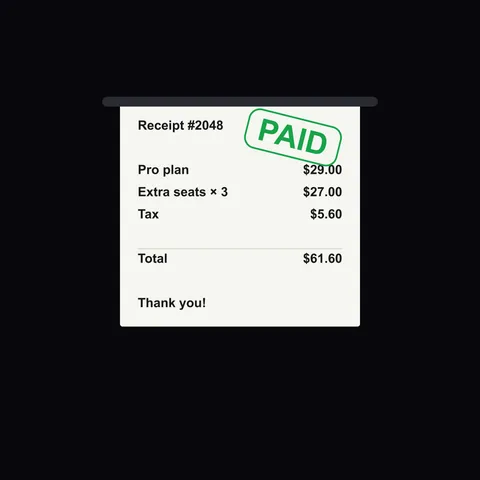 Receipt #2048
PAID
Pro plan $29.00
Extra seats × 3 $27.00
Tax $5.60
Total $61.60
Thank you!